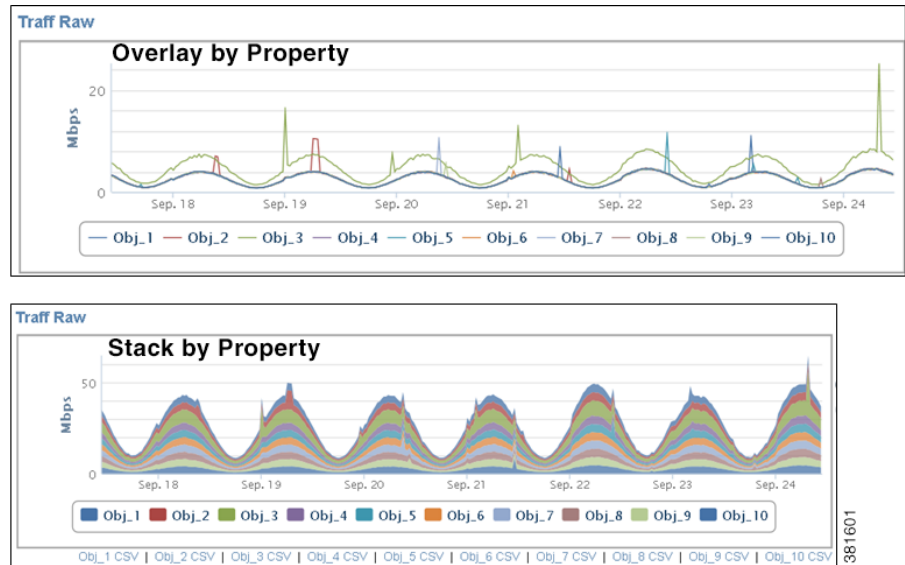 Traff Raw
Overlay by Property
Mbps
20
0
Sep. 18 Sep. 19 Sep. 20 Sep. 21 Sep. 22 Sep. 23 Sep. 24
Obj_1 Obj_2 Obj_3 Obj_4 Obj_5 Obj_6 Obj_7 Obj_8 Obj_9 Obj_10
Traff Raw
Stack by Property
Mbps
50
0
Sep. 18 Sep. 19 Sep. 20 Sep. 21 Sep. 22 Sep. 23 Sep. 24
Obj_1 Obj_2 Obj_3 Obj_4 Obj_5 Obj_6 Obj_7 Obj_8 Obj_9 Obj_10
Obj_1 CSV | Obj_2 CSV | Obj_3 CSV | Obj_4 CSV | Obj_5 CSV | Obj_6 CSV | Obj_7 CSV | Obj_8 CSV | Obj_9 CSV | Obj_10 CSV
381601